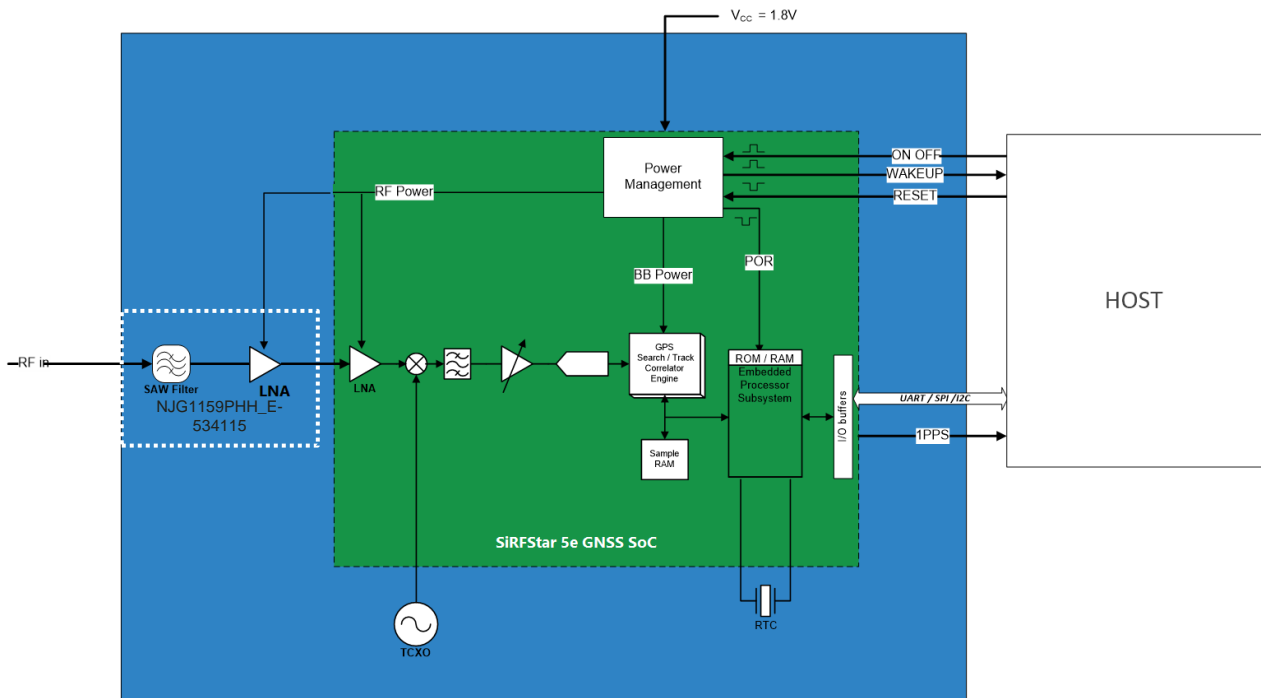 V_CC = 1.8V
Power
Management
ON OFF
WAKEUP
RESET
RF Power
BB Power
POR
HOST
RF in
SAW Filter
LNA
NJG1159PHH_E-
534115
LNA
GPS
Search / Track
Correlator
Engine
ROM / RAM
Embedded
Processor
Subsystem
I/O buffers
UART / SPI /I2C
1PPS
Sample
RAM
SiRFStar 5e GNSS SoC
TCXO
RTC